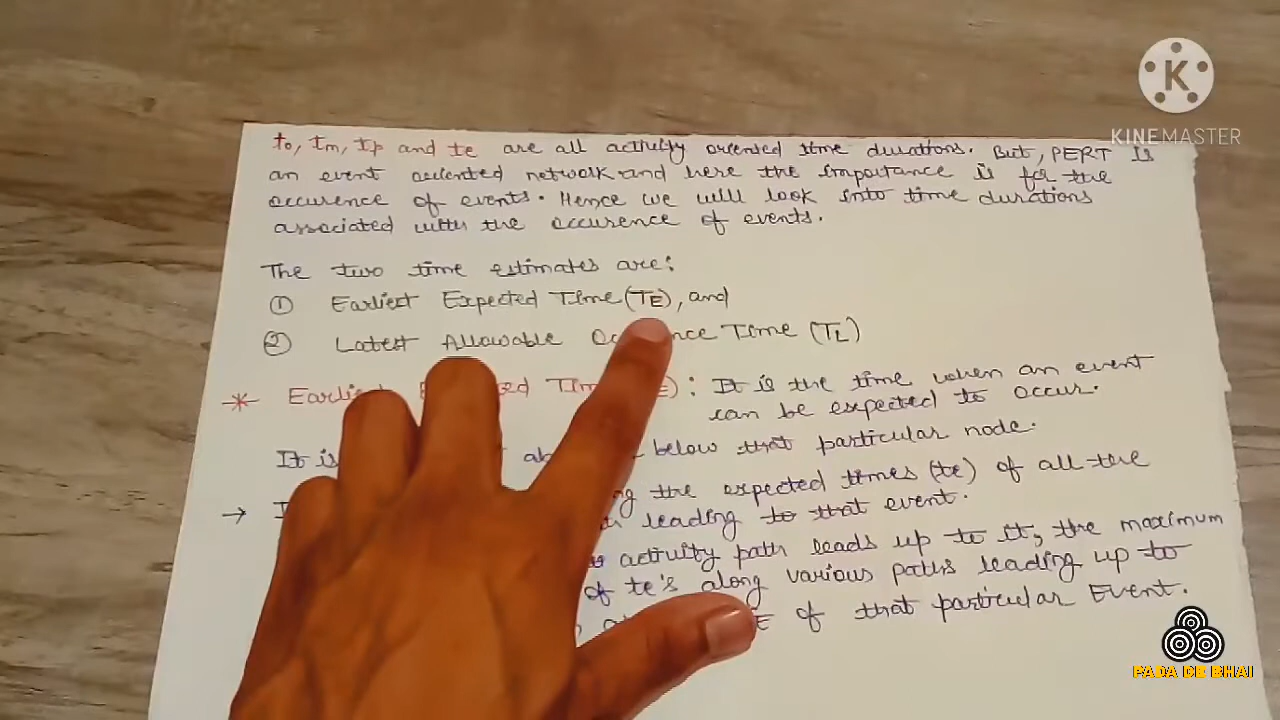 to, tm, tp and te are all activity oriented time durations. But, PERT is
an event oriented network and here the importance is for the
occurence of events. Hence we will look into time durations
associated with the occurence of events.
The two time estimates are:
① Earliest Expected Time (TE), and
② Latest Allowable Time (TL)
* Time : It is the time when an event
can be expected to occur.
It is below that particular node.
→ the expected times (te) of all the
leading to that event.
activity path leads up to it, the maximum
of te's along various paths leading up to
of that particular Event.
KINEMASTER
PADA DE BHAI